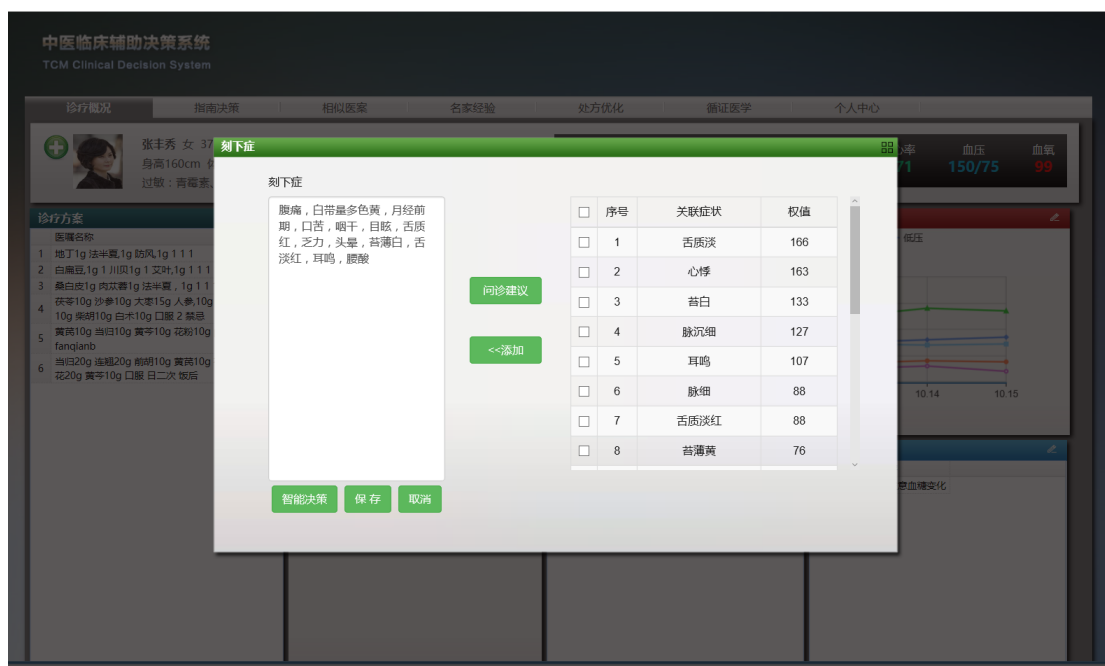 中医临床辅助决策系统
TCM Clinical Decision System
诊疗概况 指南决策 相似医案 名家经验 处方优化 循证医学 个人中心
张丰秀 女 37
身高160cm
过敏：青霉素,
心率 血压 血氧
71 150/75 99
刻下症
刻下症
腹痛，白带量多色黄，月经前
期，口苦，咽干，目眩，舌质
红，乏力，头晕，苔薄白，舌
淡红，耳鸣，腰酸
问诊建议
<<添加
智能决策 保 存 取消
序号 关联症状 权值
1 舌质淡 166
2 心悸 163
3 苔白 133
4 脉沉细 127
5 耳鸣 107
6 脉细 88
7 舌质淡红 88
8 苔薄黄 76
诊疗方案
医嘱名称
1 地丁1g 法半夏,1g 防风,1g 1 1 1
2 白扁豆,1g 1 川贝1g 1 艾叶,1g 1 1 1
3 桑白皮1g 肉苁蓉1g 法半夏，1g 1 1
4 茯苓10g 沙参10g 大枣15g 人参,10g
10g 柴胡10g 白术10g 口服 2 禁忌
5 黄芪10g 当归10g 黄芩10g 花粉10g
fanqianb
6 当归20g 连翘20g 前胡10g 黄芪10g
花20g 黄芩10g 口服 日二次 饭后
低压
10.14 10.15
意血糖变化